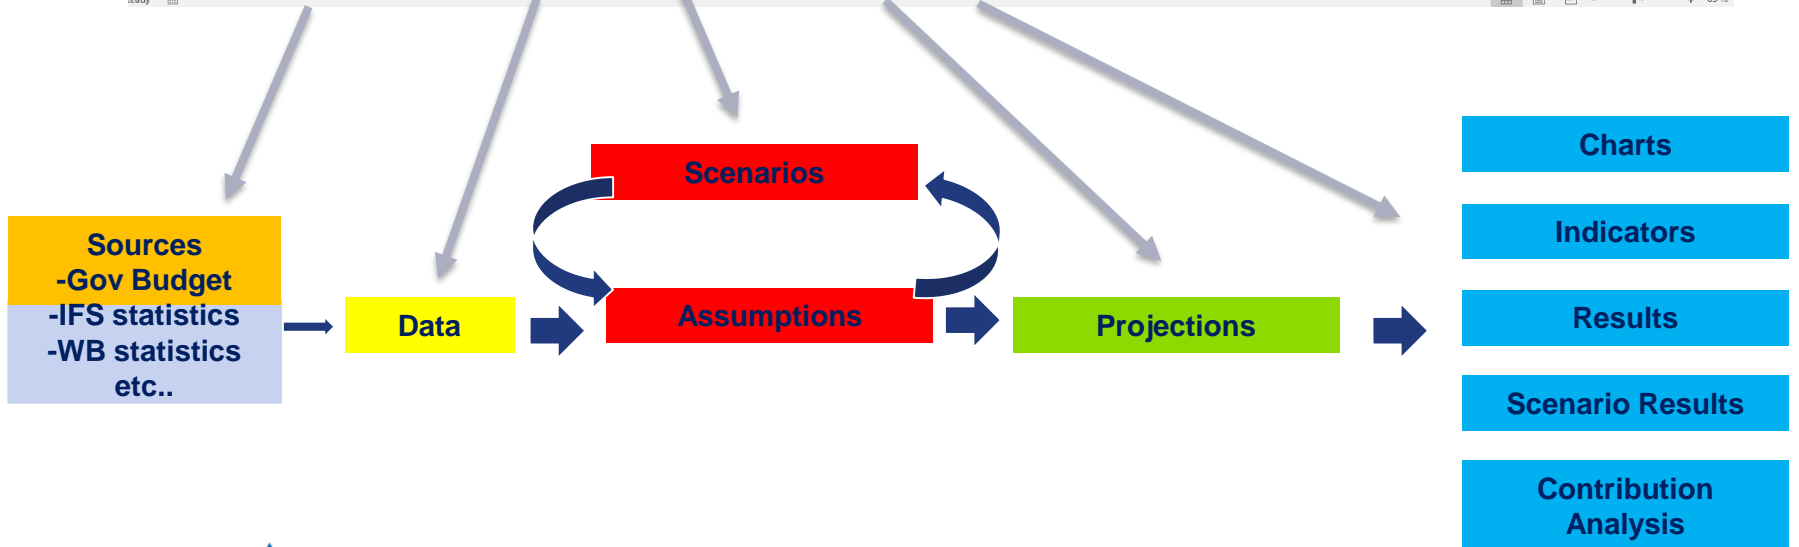 Scenarios
Sources
-Gov Budget
-IFS statistics
-WB statistics
etc..
Data
Assumptions
Projections
Charts
Indicators
Results
Scenario Results
Contribution
Analysis